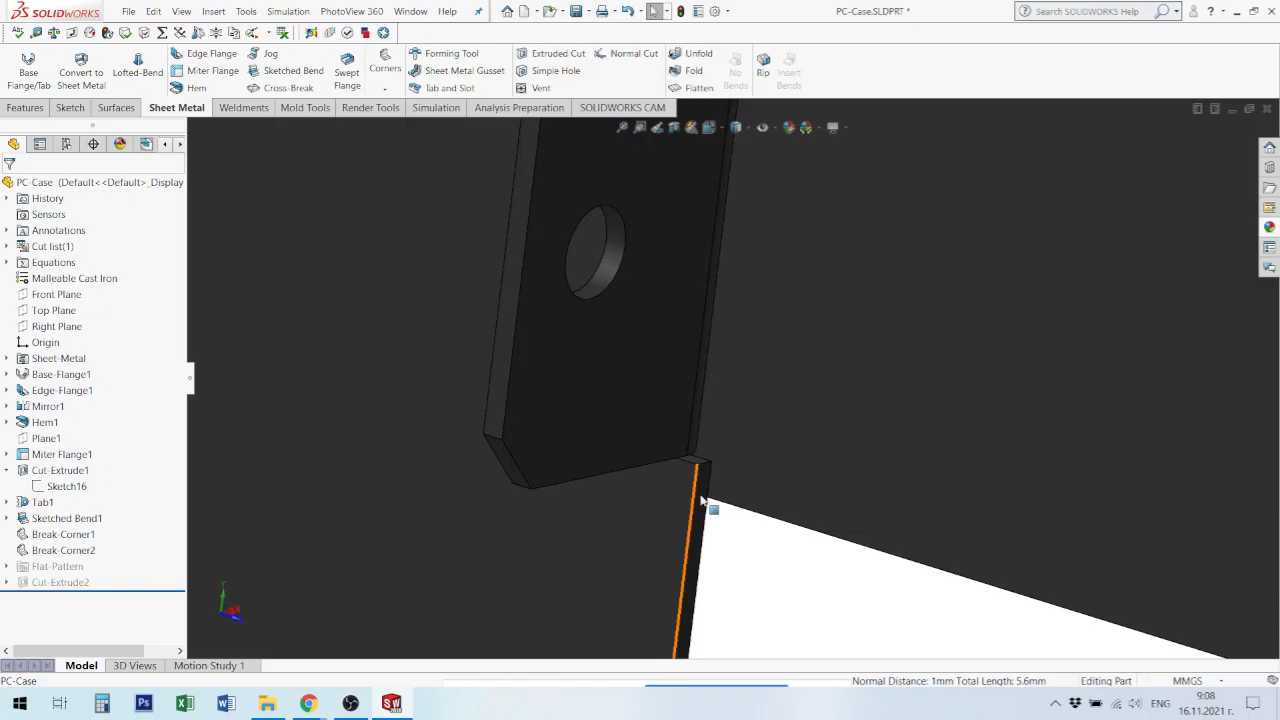 SOLIDWORKS File Edit View Insert Tools Simulation PhotoView 360 Window Help PC-Case.SLDPRT * Search SOLIDWORKS Help
Base Flange/Tab
Convert to Sheet Metal
Lofted-Bend
Edge Flange
Miter Flange
Hem
Jog
Sketched Bend
Cross-Break
Swept Flange
Corners
Forming Tool
Sheet Metal Gusset
Tab and Slot
Extruded Cut
Simple Hole
Vent
Normal Cut
Unfold
Fold
Flatten
No Bends
Rip
Insert Bends
Features Sketch Surfaces Sheet Metal Weldments Mold Tools Render Tools Simulation Analysis Preparation SOLIDWORKS CAM
PC-Case (Default<<Default>_Display
History
Sensors
Annotations
Cut list(1)
Equations
Malleable Cast Iron
Front Plane
Top Plane
Right Plane
Origin
Sheet-Metal
Base-Flange1
Edge-Flange1
Mirror1
Hem1
Plane1
Miter Flange1
Cut-Extrude1
Sketch16
Tab1
Sketched Bend1
Break-Corner1
Break-Corner2
Flat-Pattern
Cut-Extrude2
Y
X
Model 3D Views Motion Study 1
PC-Case Normal Distance: 1mm Total Length: 5.6mm Editing Part MMGS
ENG
9:08
16.11.2021 г.